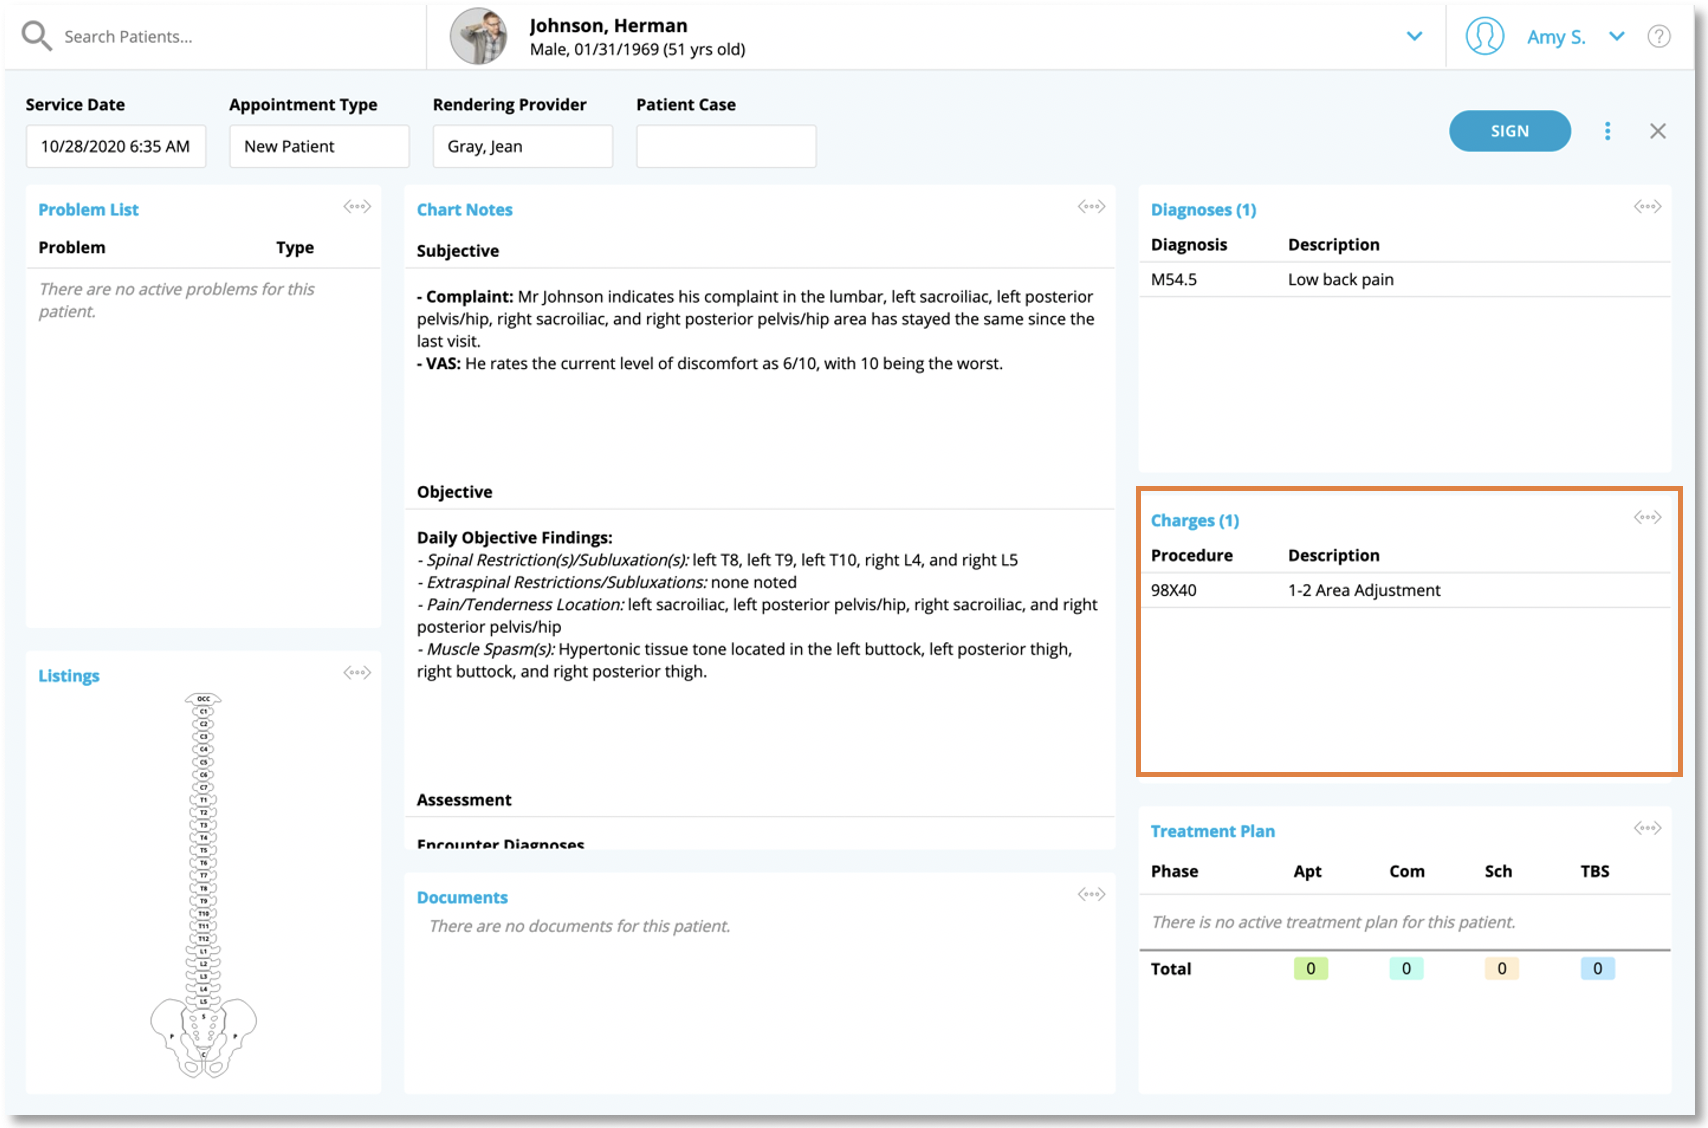 Search Patients...
Johnson, Herman
Male, 01/31/1969 (51 yrs old)
Amy S.
?
Service Date
Appointment Type
Rendering Provider
Patient Case
10/28/2020 6:35 AM
New Patient
Gray, Jean
SIGN
Problem List
Problem
Type
There are no active problems for this
patient.
Listings
OCC
C1
C2
C3
C4
C5
C6
C7
T1
T2
T3
T4
T5
T6
T7
T8
T9
T10
T11
T12
L1
L2
L3
L4
L5
S
P
P
C
Chart Notes
Subjective
- Complaint: Mr Johnson indicates his complaint in the lumbar, left sacroiliac, left posterior
pelvis/hip, right sacroiliac, and right posterior pelvis/hip area has stayed the same since the
last visit.
- VAS: He rates the current level of discomfort as 6/10, with 10 being the worst.
Objective
Daily Objective Findings:
- Spinal Restriction(s)/Subluxation(s): left T8, left T9, left T10, right L4, and right L5
- Extraspinal Restrictions/Subluxations: none noted
- Pain/Tenderness Location: left sacroiliac, left posterior pelvis/hip, right sacroiliac, and right
posterior pelvis/hip
- Muscle Spasm(s): Hypertonic tissue tone located in the left buttock, left posterior thigh,
right buttock, and right posterior thigh.
Assessment
Encounter Diagnoses
Documents
There are no documents for this patient.
Diagnoses (1)
Diagnosis
Description
M54.5
Low back pain
Charges (1)
Procedure
Description
98X40
1-2 Area Adjustment
Treatment Plan
Phase
Apt
Com
Sch
TBS
There is no active treatment plan for this patient.
Total
0
0
0
0